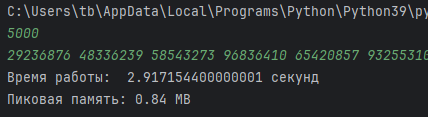 C:\Users\tb\AppData\Local\Programs\Python\Python39\py
5000
29236876 48336239 58543273 96836410 65420857 93255310
Время работы:  2.917154400000001 секунд
Пиковая память: 0.84 MB